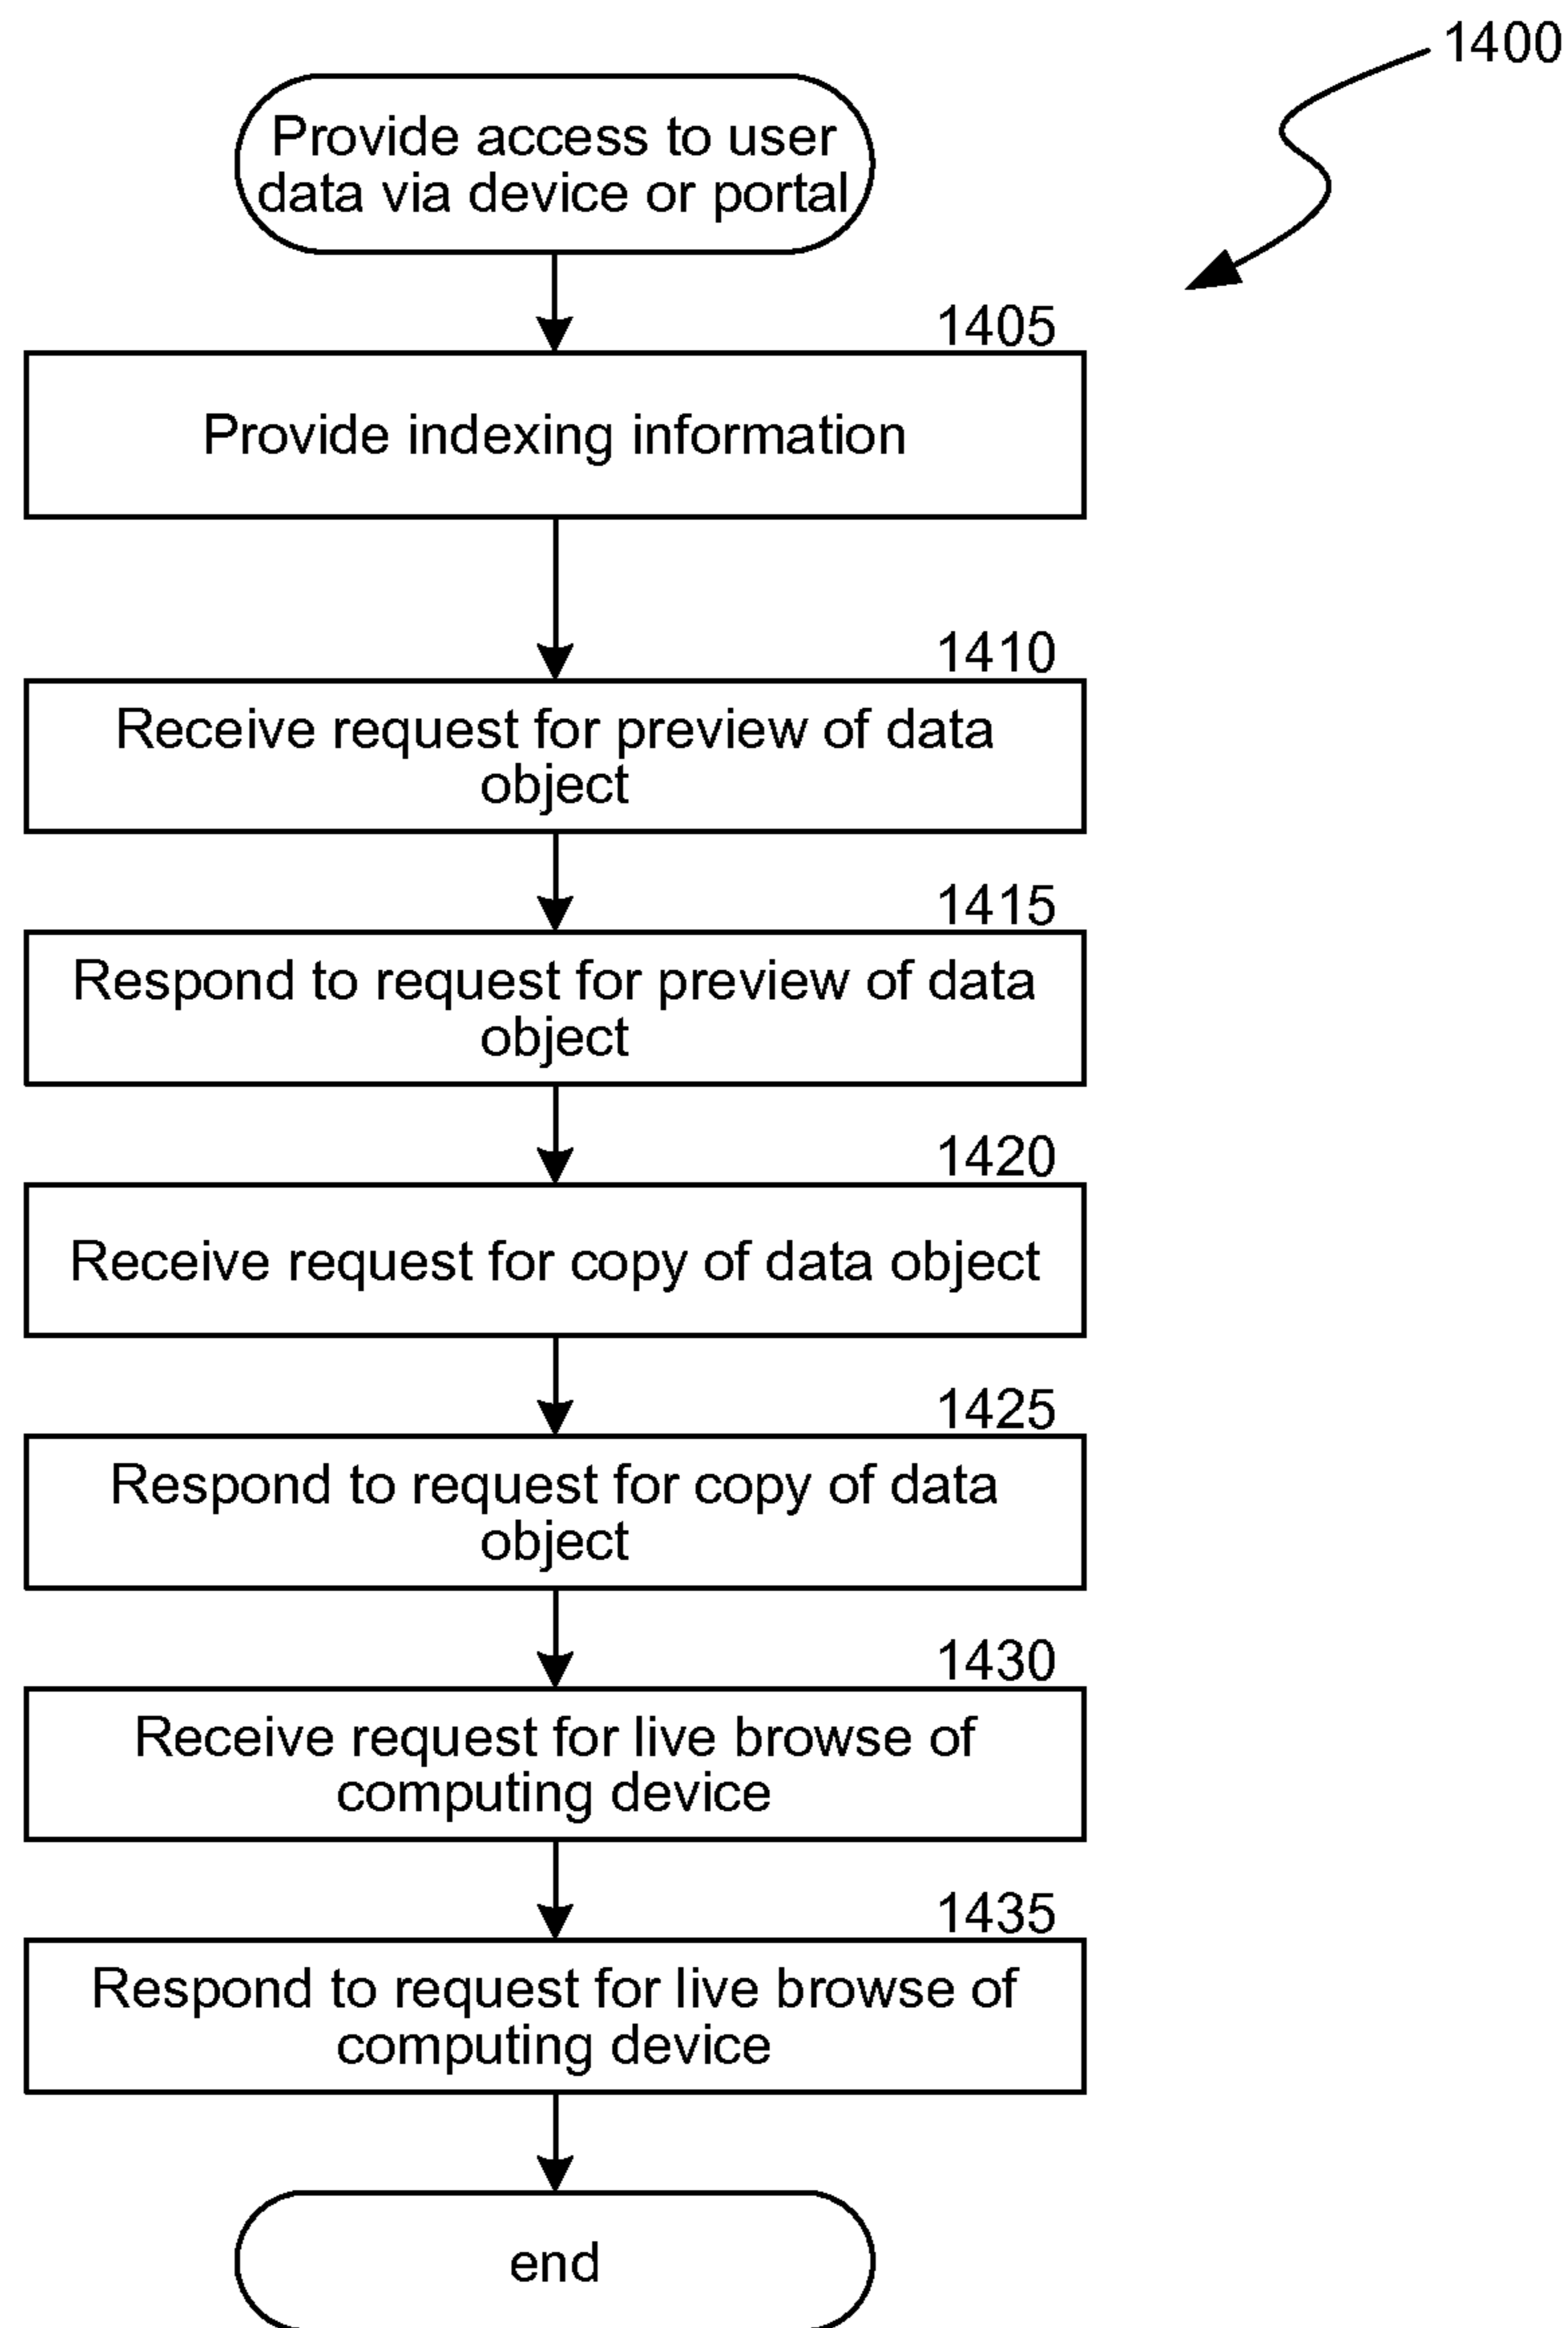 1400
Provide access to user
data via device or portal
1405
Provide indexing information
1410
Receive request for preview of data
object
1415
Respond to request for preview of data
object
1420
Receive request for copy of data object
1425
Respond to request for copy of data
object
1430
Receive request for live browse of
computing device
1435
Respond to request for live browse of
computing device
end